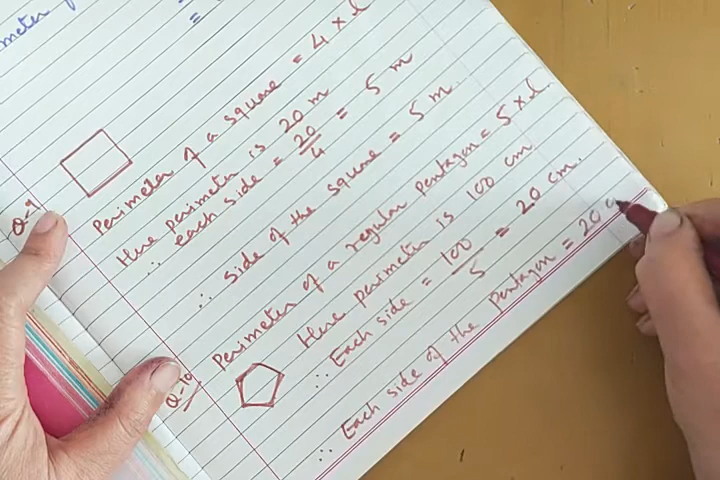 Q-9 Perimeter of a square = 4 × l
Here perimeter is 20 m
∴ each side = 20/4 = 5 m
∴ side of the square = 5 m.
Q-10 Perimeter of a regular pentagon = 5 × l.
Here perimeter is 100 cm
∴ Each side = 100/5 = 20 cm.
∴ Each side of the pentagon = 20 c